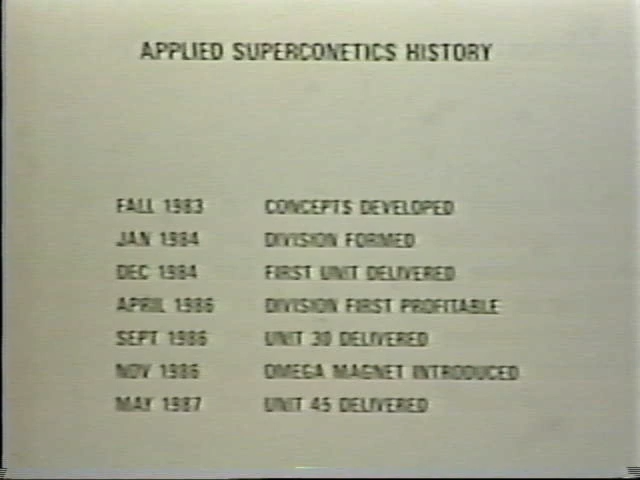 APPLIED SUPERCONETICS HISTORY
FALL 1983 CONCEPTS DEVELOPED
JAN 1984 DIVISION FORMED
DEC 1984 FIRST UNIT DELIVERED
APRIL 1986 DIVISION FIRST PROFITABLE
SEPT 1986 UNIT 30 DELIVERED
NOV 1986 OMEGA MAGNET INTRODUCED
MAY 1987 UNIT 45 DELIVERED